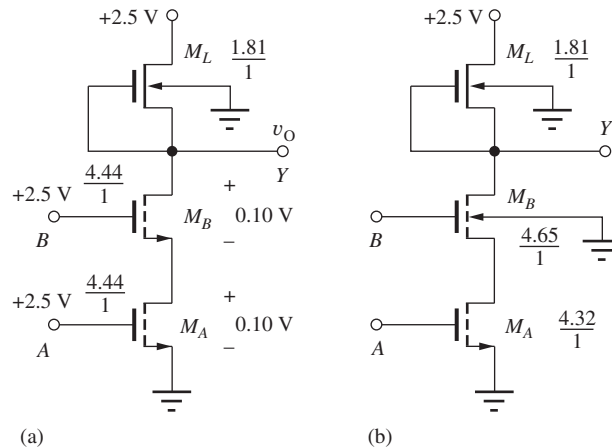 +2.5 V
M_L
1.81
1
v_O
Y
4.44
1
+2.5 V
B
M_B
+
0.10 V
–
4.44
1
+2.5 V
A
M_A
+
0.10 V
–
(a)
+2.5 V
M_L
1.81
1
Y
B
M_B
4.65
1
A
M_A
4.32
1
(b)